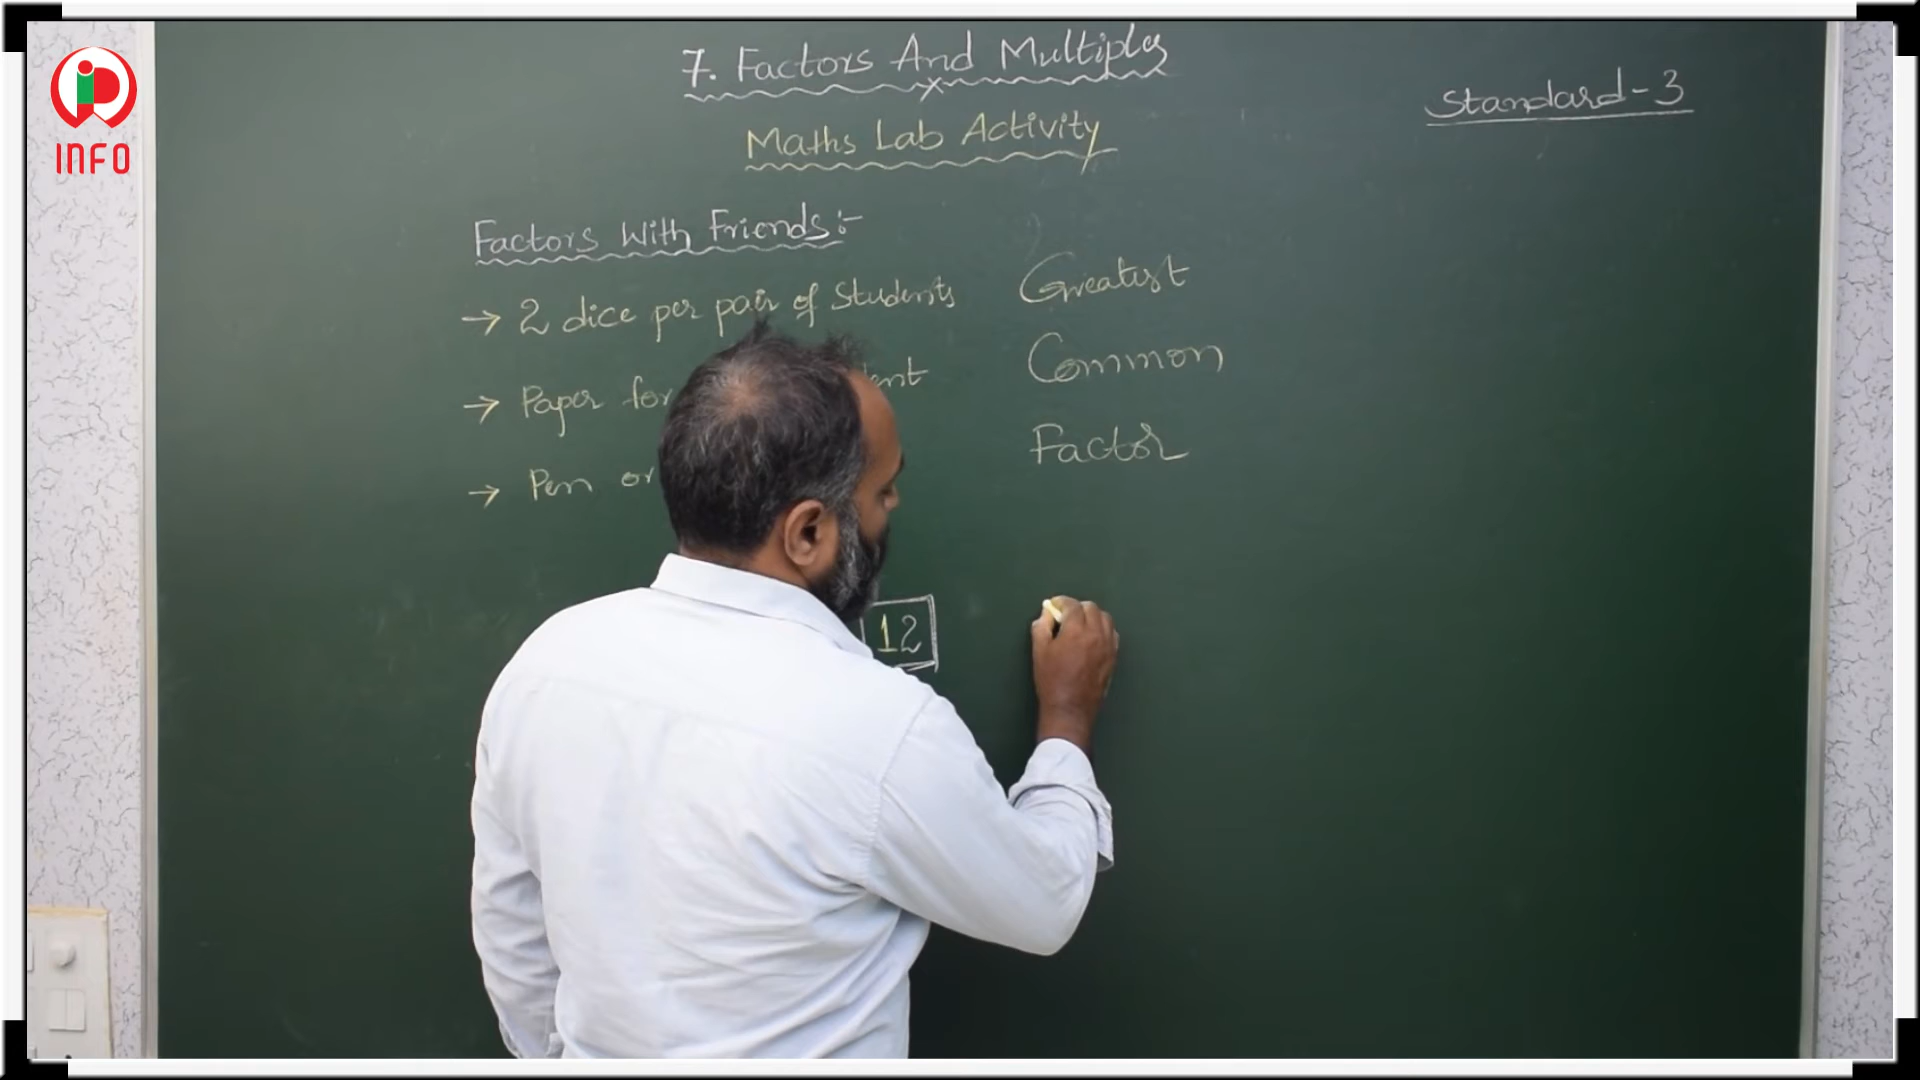 INFO
7. Factors And Multiples
Standard-3
Maths Lab Activity
Factors With Friends:-
→ 2 dice per pair of Students
→ Paper for
→ Pen or
Greatest
Common
Factor
12